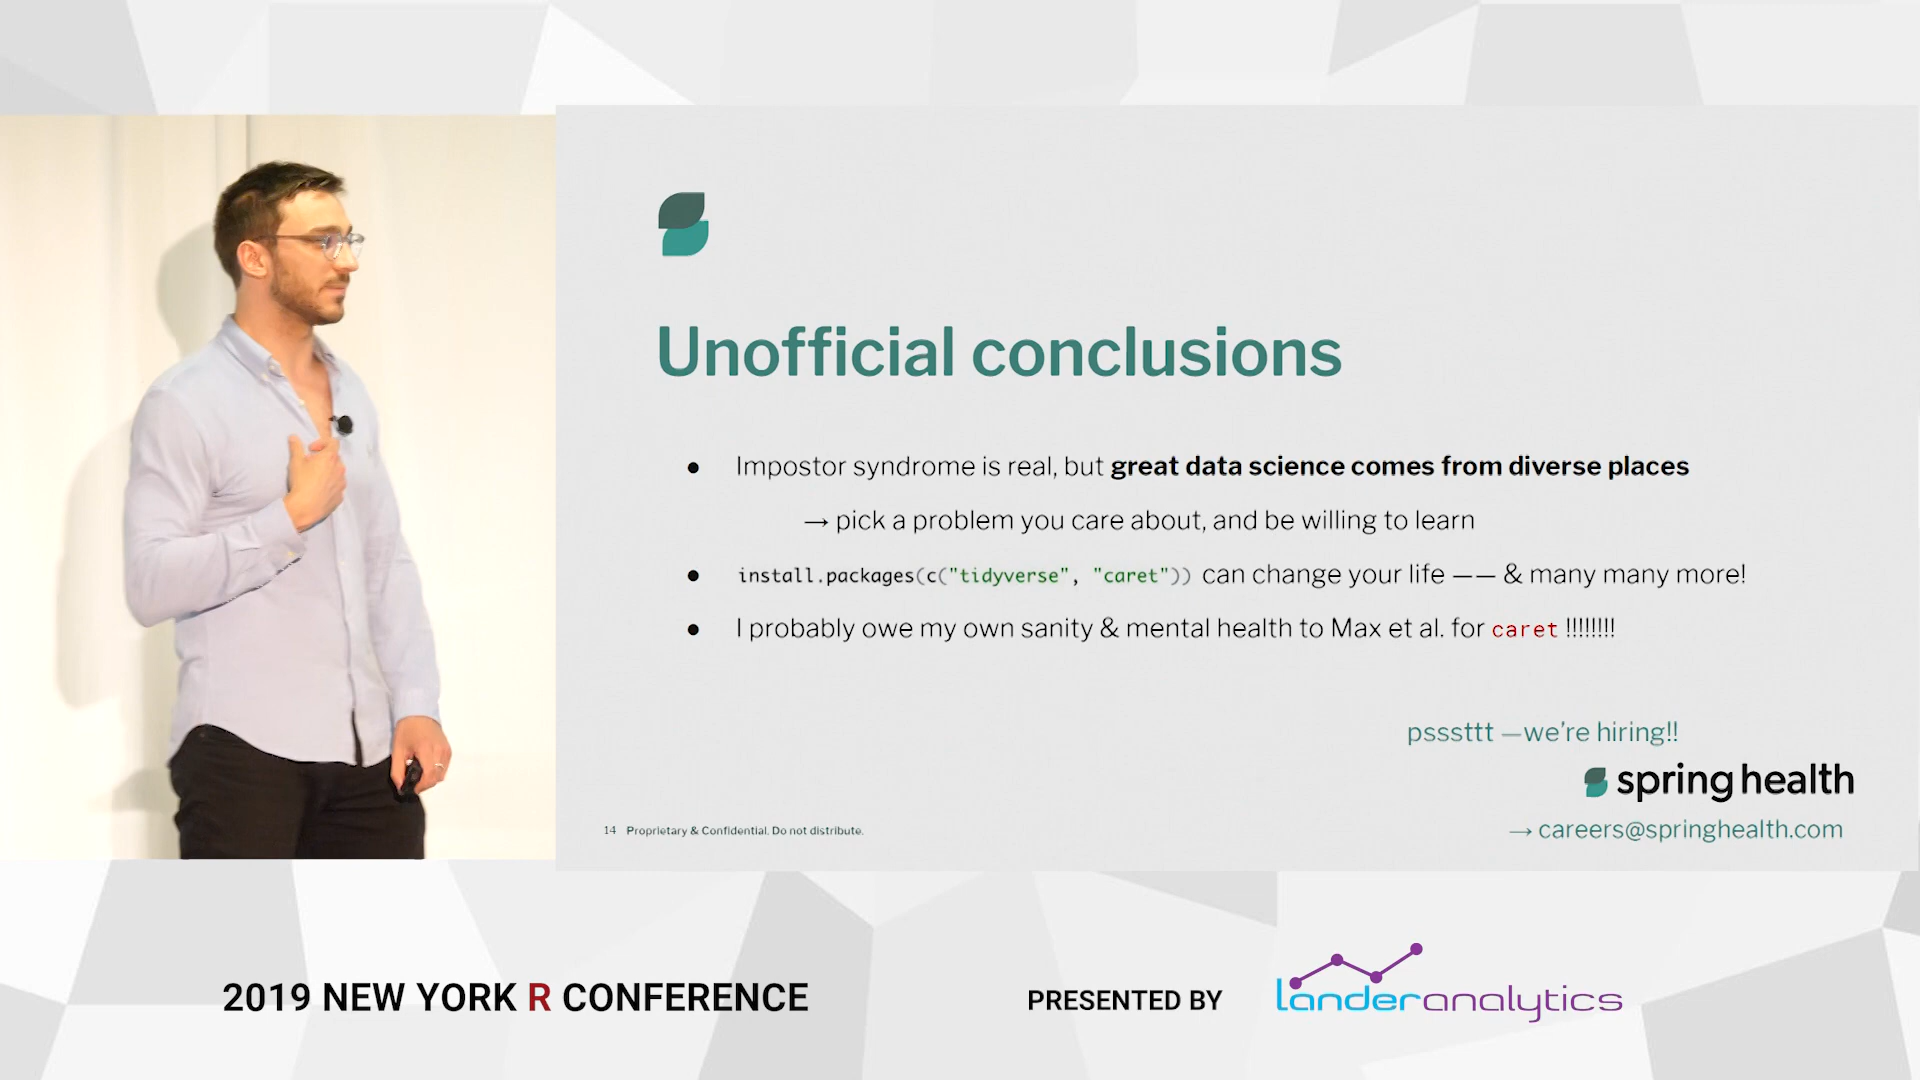 Unofficial conclusions
● Impostor syndrome is real, but great data science comes from diverse places
→ pick a problem you care about, and be willing to learn
● install.packages(c("tidyverse", "caret")) can change your life —— & many many more!
● I probably owe my own sanity & mental health to Max et al. for caret !!!!!!!!
psssttt —we're hiring!!
spring health
→ careers@springhealth.com
14 Proprietary & Confidential. Do not distribute.
2019 NEW YORK R CONFERENCE
PRESENTED BY
landeranalytics